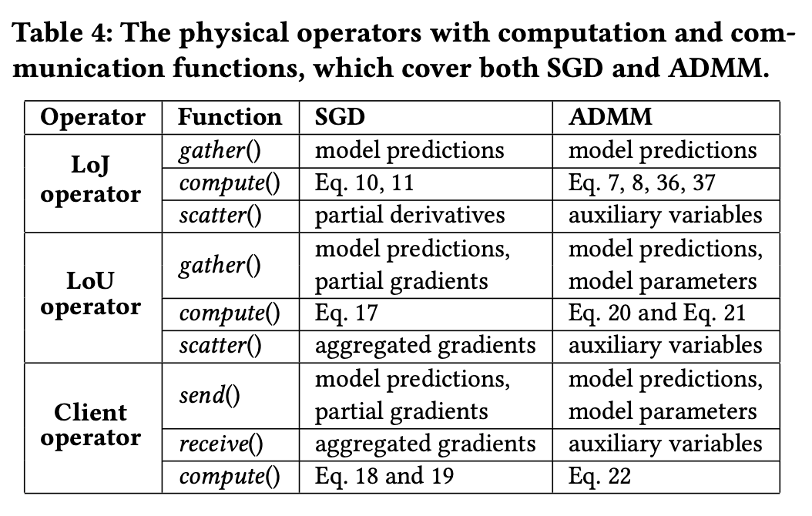 Table 4: The physical operators with computation and com-
munication functions, which cover both SGD and ADMM.
Operator Function SGD ADMM
LoJ operator gather() model predictions model predictions
compute() Eq. 10, 11 Eq. 7, 8, 36, 37
scatter() partial derivatives auxiliary variables
LoU operator gather() model predictions, partial gradients model predictions, model parameters
compute() Eq. 17 Eq. 20 and Eq. 21
scatter() aggregated gradients auxiliary variables
Client operator send() model predictions, partial gradients model predictions, model parameters
receive() aggregated gradients auxiliary variables
compute() Eq. 18 and 19 Eq. 22